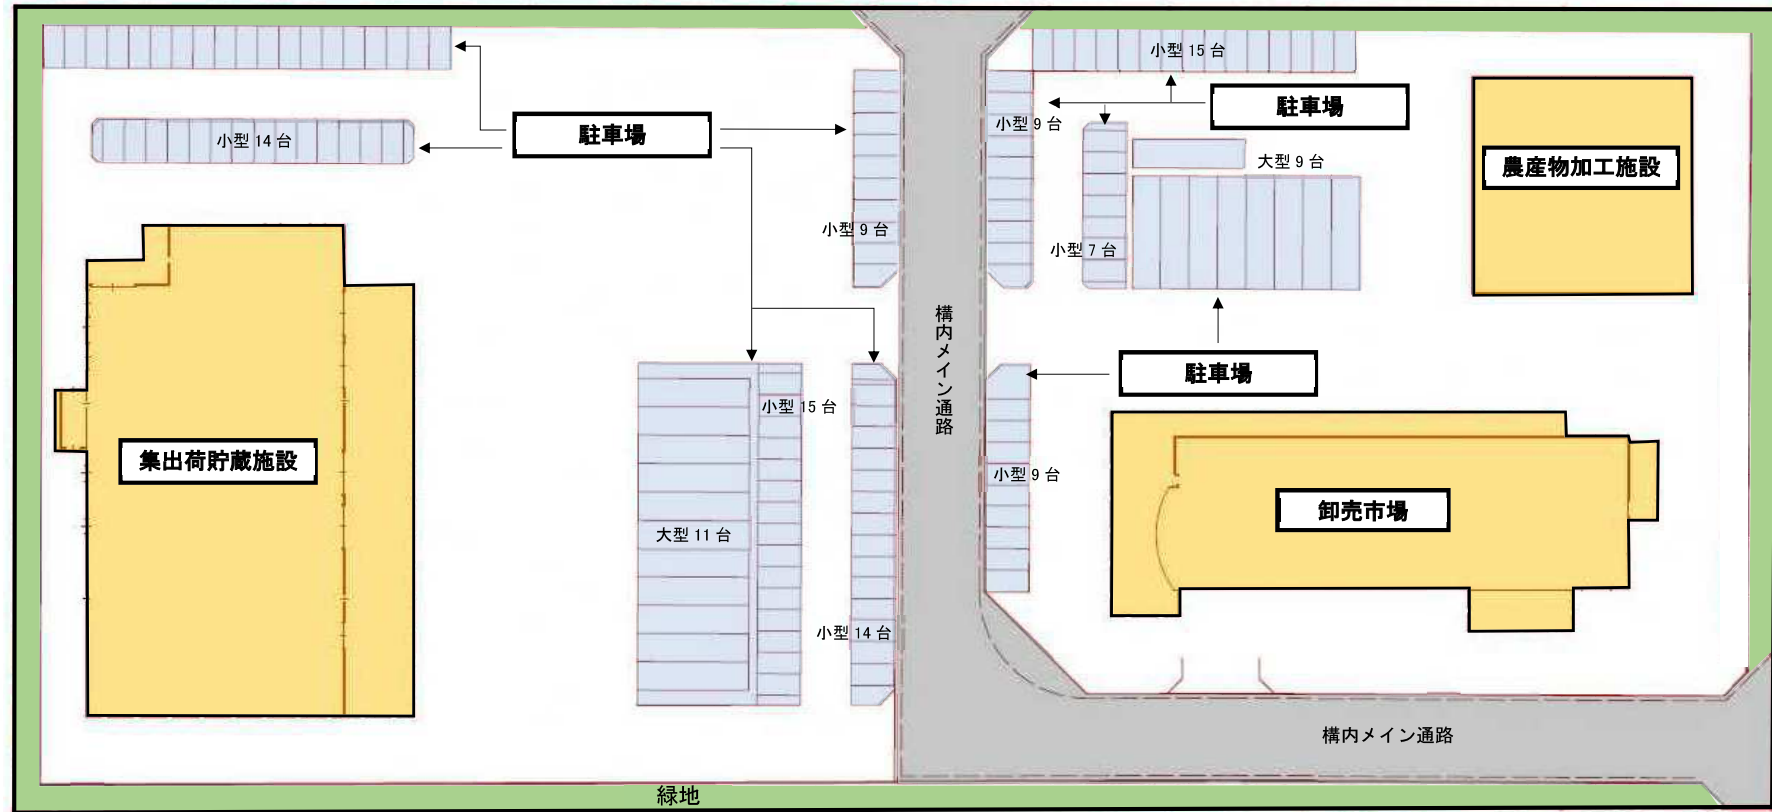 小型 15 台
駐車場
駐車場
小型 14 台
小型 9 台
大型 9 台
農産物加工施設
小型 9 台
小型 7 台
構内メイン通路
駐車場
小型 15 台
集出荷貯蔵施設
小型 9 台
卸売市場
大型 11 台
小型 14 台
構内メイン通路
緑地